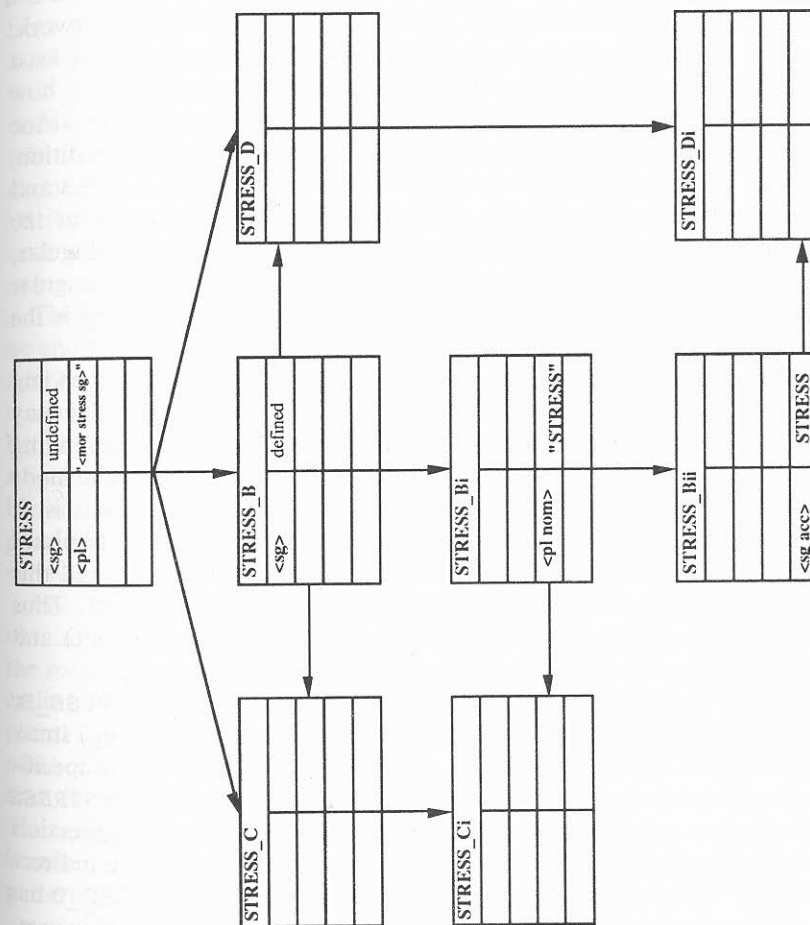 STRESS
<sg> undefined
<pl> "<mor stress sg>"
STRESS_C
STRESS_B
<sg> defined
STRESS_D
STRESS_Ci
STRESS_Bi
<pl nom> "STRESS"
STRESS_Bii
<sg acc> STRESS
STRESS_Di